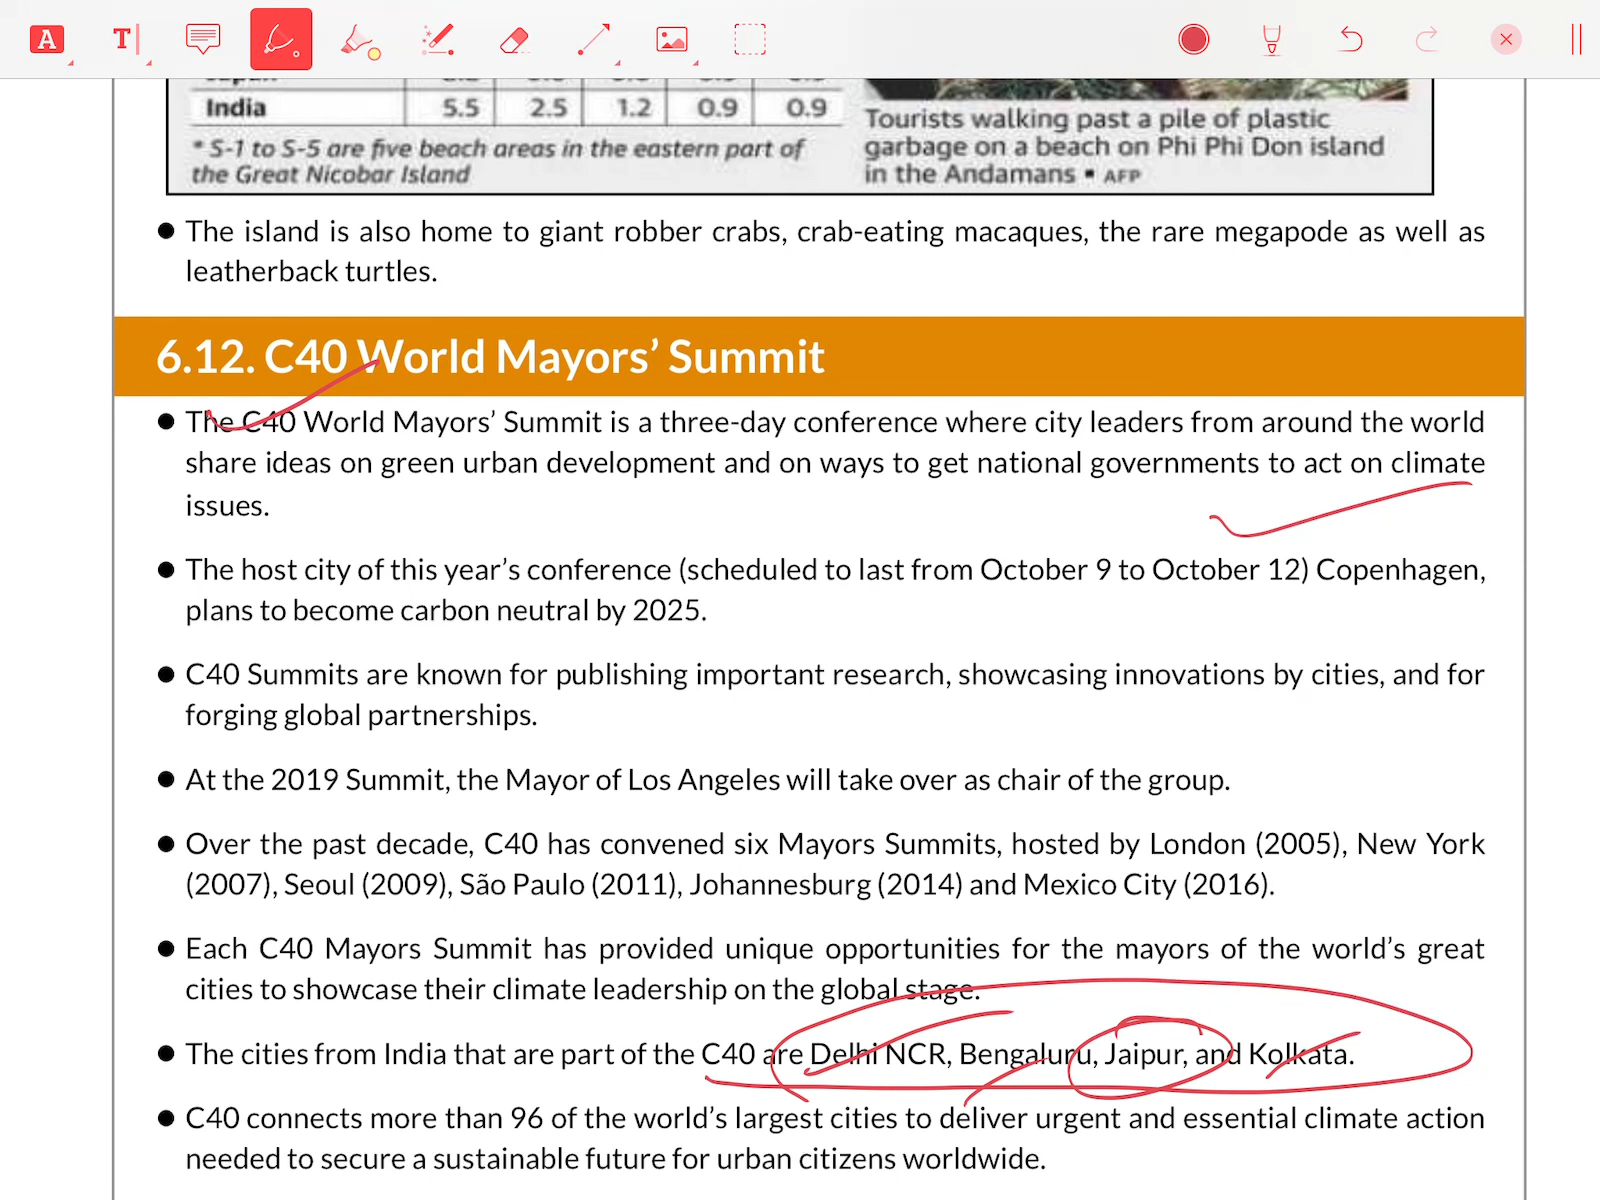 A T
India 5.5 2.5 1.2 0.9 0.9
* S-1 to S-5 are five beach areas in the eastern part of
the Great Nicobar Island
Tourists walking past a pile of plastic
garbage on a beach on Phi Phi Don island
in the Andamans ▪ AFP
● The island is also home to giant robber crabs, crab-eating macaques, the rare megapode as well as
leatherback turtles.
6.12. C40 World Mayors’ Summit
● The C40 World Mayors’ Summit is a three-day conference where city leaders from around the world
share ideas on green urban development and on ways to get national governments to act on climate
issues.
● The host city of this year’s conference (scheduled to last from October 9 to October 12) Copenhagen,
plans to become carbon neutral by 2025.
● C40 Summits are known for publishing important research, showcasing innovations by cities, and for
forging global partnerships.
● At the 2019 Summit, the Mayor of Los Angeles will take over as chair of the group.
● Over the past decade, C40 has convened six Mayors Summits, hosted by London (2005), New York
(2007), Seoul (2009), São Paulo (2011), Johannesburg (2014) and Mexico City (2016).
● Each C40 Mayors Summit has provided unique opportunities for the mayors of the world’s great
cities to showcase their climate leadership on the global stage.
● The cities from India that are part of the C40 are Delhi NCR, Bengaluru, Jaipur, and Kolkata.
● C40 connects more than 96 of the world’s largest cities to deliver urgent and essential climate action
needed to secure a sustainable future for urban citizens worldwide.